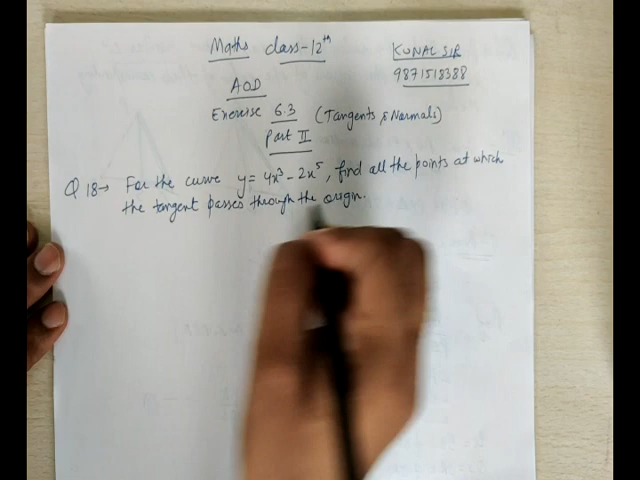 Maths class-12th
KUNAL SIR
9871518388
AOD
Exercise 6.3 (Tangents & Normals)
Part II
Q 18→ For the curve y = 4x³ - 2x⁵, find all the points at which
the tangent passes through the origin.